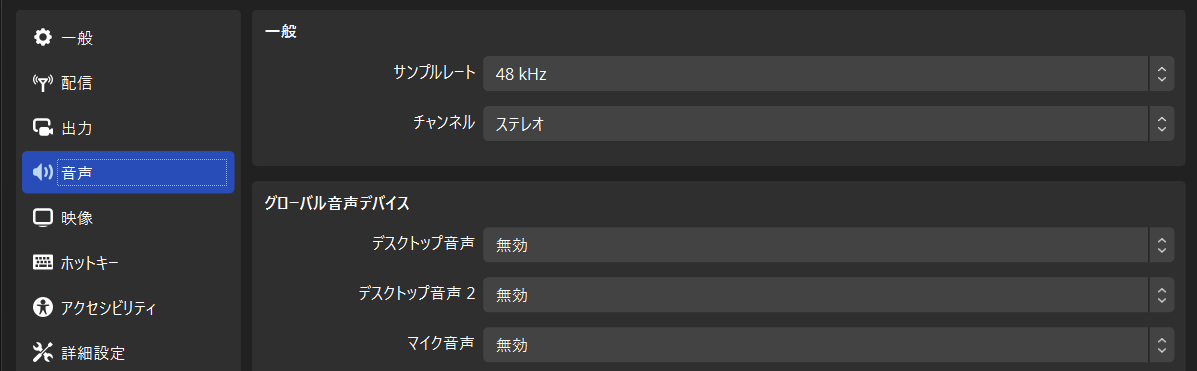 一般
配信
出力
音声
映像
ホットキー
アクセシビリティ
詳細設定
一般
サンプルレート 48 kHz
チャンネル ステレオ
グローバル音声デバイス
デスクトップ音声 無効
デスクトップ音声 2 無効
マイク音声 無効